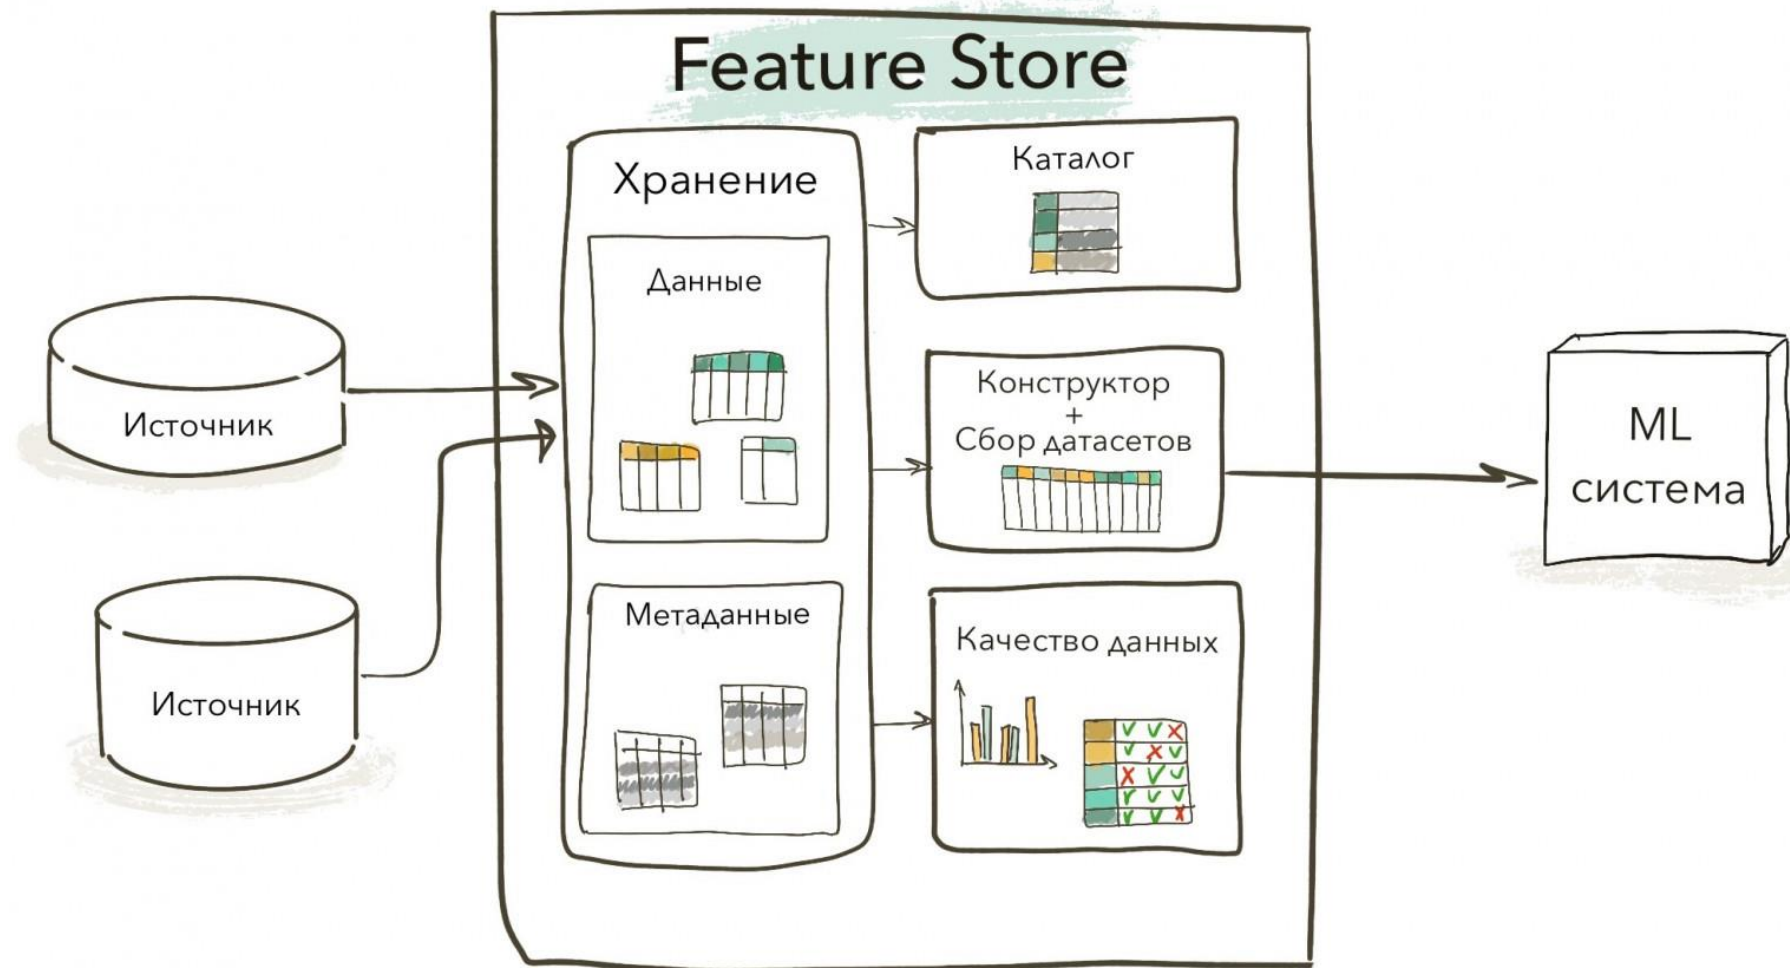 Feature Store
Хранение
Данные
Метаданные
Каталог
Конструктор
+
Сбор датасетов
Качество данных
Источник
Источник
ML
система